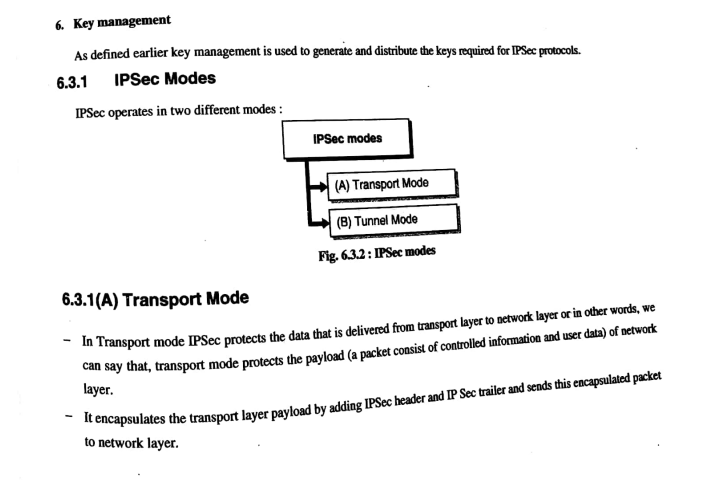 6. Key management
As defined earlier key management is used to generate and distribute the keys required for IPSec protocols.
6.3.1 IPSec Modes
IPSec operates in two different modes :
IPSec modes
(A) Transport Mode
(B) Tunnel Mode
Fig. 6.3.2 : IPSec modes
6.3.1(A) Transport Mode
– In Transport mode IPSec protects the data that is delivered from transport layer to network layer or in other words, we
can say that, transport mode protects the payload (a packet consist of controlled information and user data) of network
layer.
– It encapsulates the transport layer payload by adding IPSec header and IP Sec trailer and sends this encapsulated packet
to network layer.